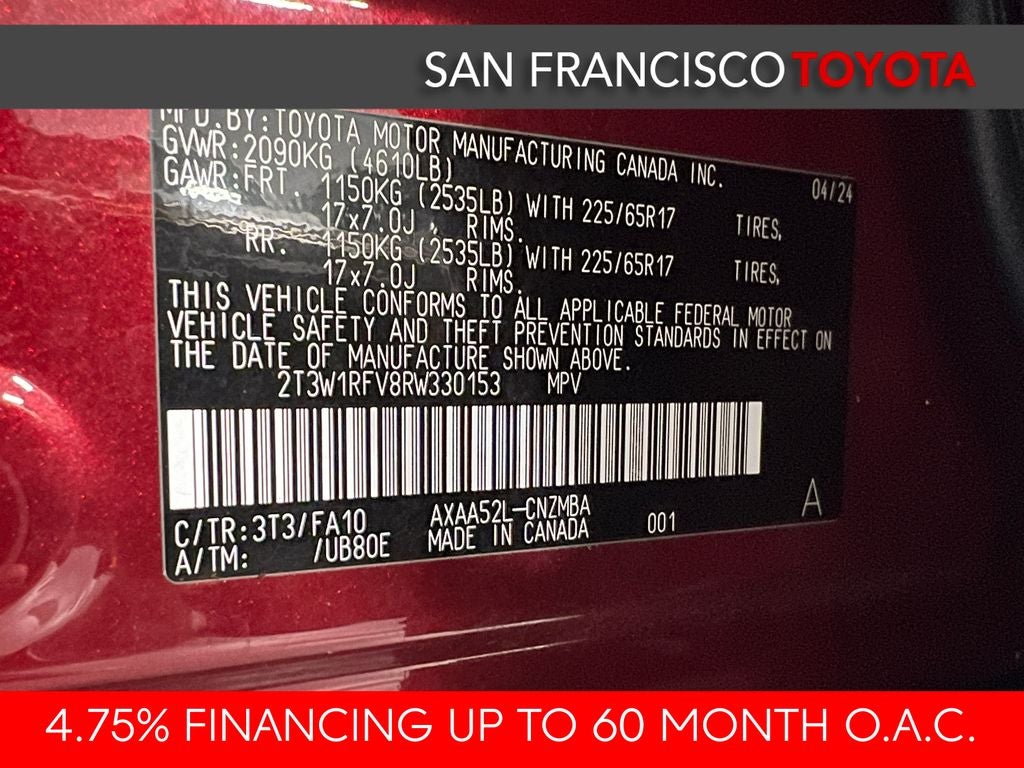 SAN FRANCISCO TOYOTA
MFD.BY:TOYOTA MOTOR MANUFACTURING CANADA INC.
04/24
GVWR:2090KG (4610LB)
GAWR:FRT. 1150KG (2535LB) WITH 225/65R17 TIRES,
17x7.0J RIMS.
RR. 1150KG (2535LB) WITH 225/65R17 TIRES,
17x7.0J RIMS.
THIS VEHICLE CONFORMS TO ALL APPLICABLE FEDERAL MOTOR
VEHICLE SAFETY AND THEFT PREVENTION STANDARDS IN EFFECT ON
THE DATE OF MANUFACTURE SHOWN ABOVE.
2T3W1RFV8RW330153 MPV
C/TR:3T3/FA10 AXAA52L-CNZMBA 001 A
A/TM: /UB80E MADE IN CANADA
4.75% FINANCING UP TO 60 MONTH O.A.C.